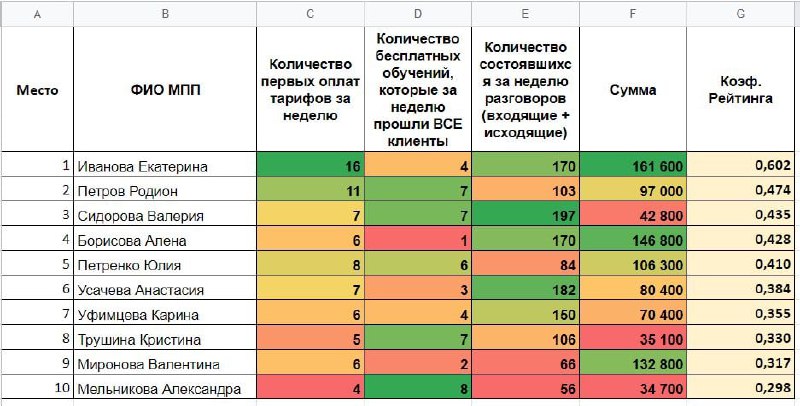 A B C D E F G
Место
ФИО МПП
Количество
первых оплат
тарифов за
неделю
Количество
бесплатных
обучений,
которые за
неделю
прошли ВСЕ
клиенты
Количество
состоявшихс
я за неделю
разговоров
(входящие +
исходящие)
Сумма
Коэф.
Рейтинга
1 Иванова Екатерина 16 4 170 161 600 0,602
2 Петров Родион 11 7 103 97 000 0,474
3 Сидорова Валерия 7 7 197 42 800 0,435
4 Борисова Алена 6 1 170 146 800 0,428
5 Петренко Юлия 8 6 84 106 300 0,410
6 Усачева Анастасия 7 3 182 80 400 0,384
7 Уфимцева Карина 6 4 150 70 400 0,355
8 Трушина Кристина 5 7 106 35 100 0,330
9 Миронова Валентина 6 2 66 132 800 0,317
10 Мельникова Александра 4 8 56 34 700 0,298